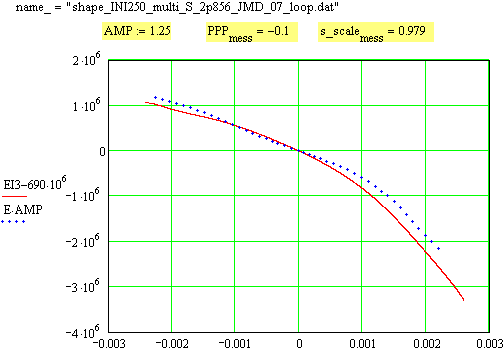 name_ = "shape_INI250_multi_S_2p856_JMD_07_loop.dat"
AMP := 1.25 PPP_mess = −0.1 s_scale_mess = 0.979
2·10^6
1·10^6
0
−1·10^6
−2·10^6
−3·10^6
−4·10^6
EI3−690·10^6
E·AMP
−0.003 −0.002 −0.001 0 0.001 0.002 0.003